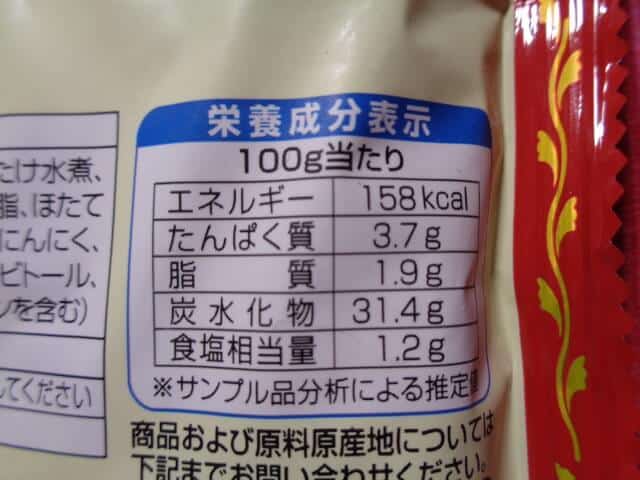 たけ水煮、
脂、ほたて
にんにく、
ビトール、
を含む)
してください
栄養成分表示
100g当たり
エネルギー 158kcal
たんぱく質 3.7g
脂質 1.9g
炭水化物 31.4g
食塩相当量 1.2g
※サンプル品分析による推定値
商品および原料原産地については
下記までお問い合わせください。